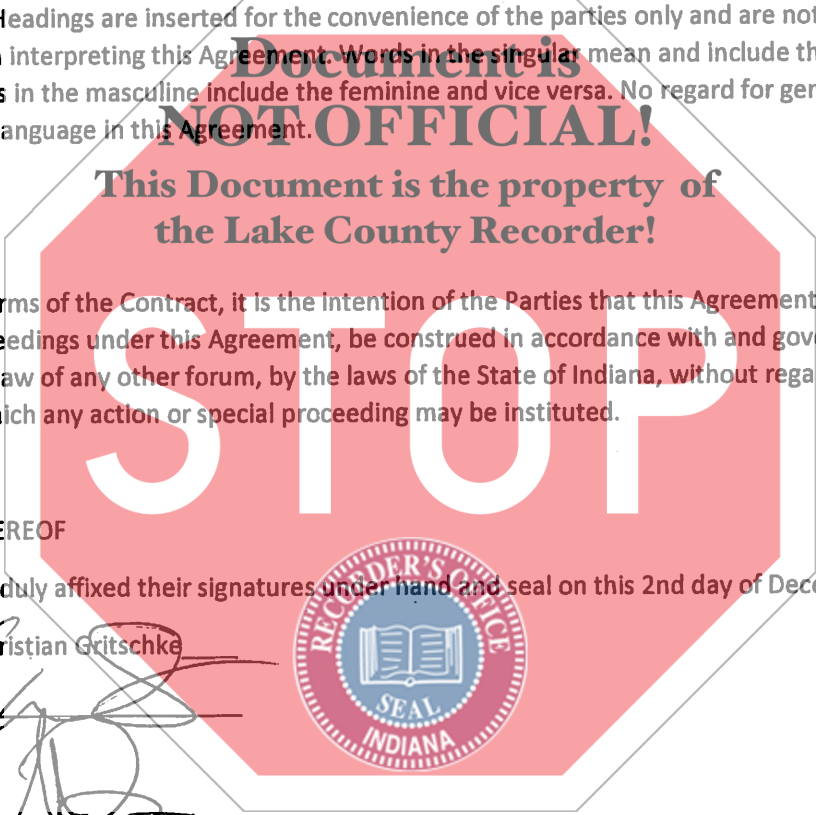 Headings are inserted for the convenience of the parties only and are not
interpreting this Agreement. Words in the singular mean and include th
Document is
s in the masculine include the feminine and vice versa. No regard for gen
anguage in this Agreement.
NOT OFFICIAL!
This Document is the property of
the Lake County Recorder!
rms of the Contract, it is the intention of the Parties that this Agreement
eedings under this Agreement, be construed in accordance with and gov
aw of any other forum, by the laws of the State of Indiana, without rega
ich any action or special proceeding may be instituted.
STOP
EREOF
duly affixed their signatures under hand and seal on this 2nd day of Dece
RECORDER'S OFFICE
ristian Gritschke
SEAL
INDIANA